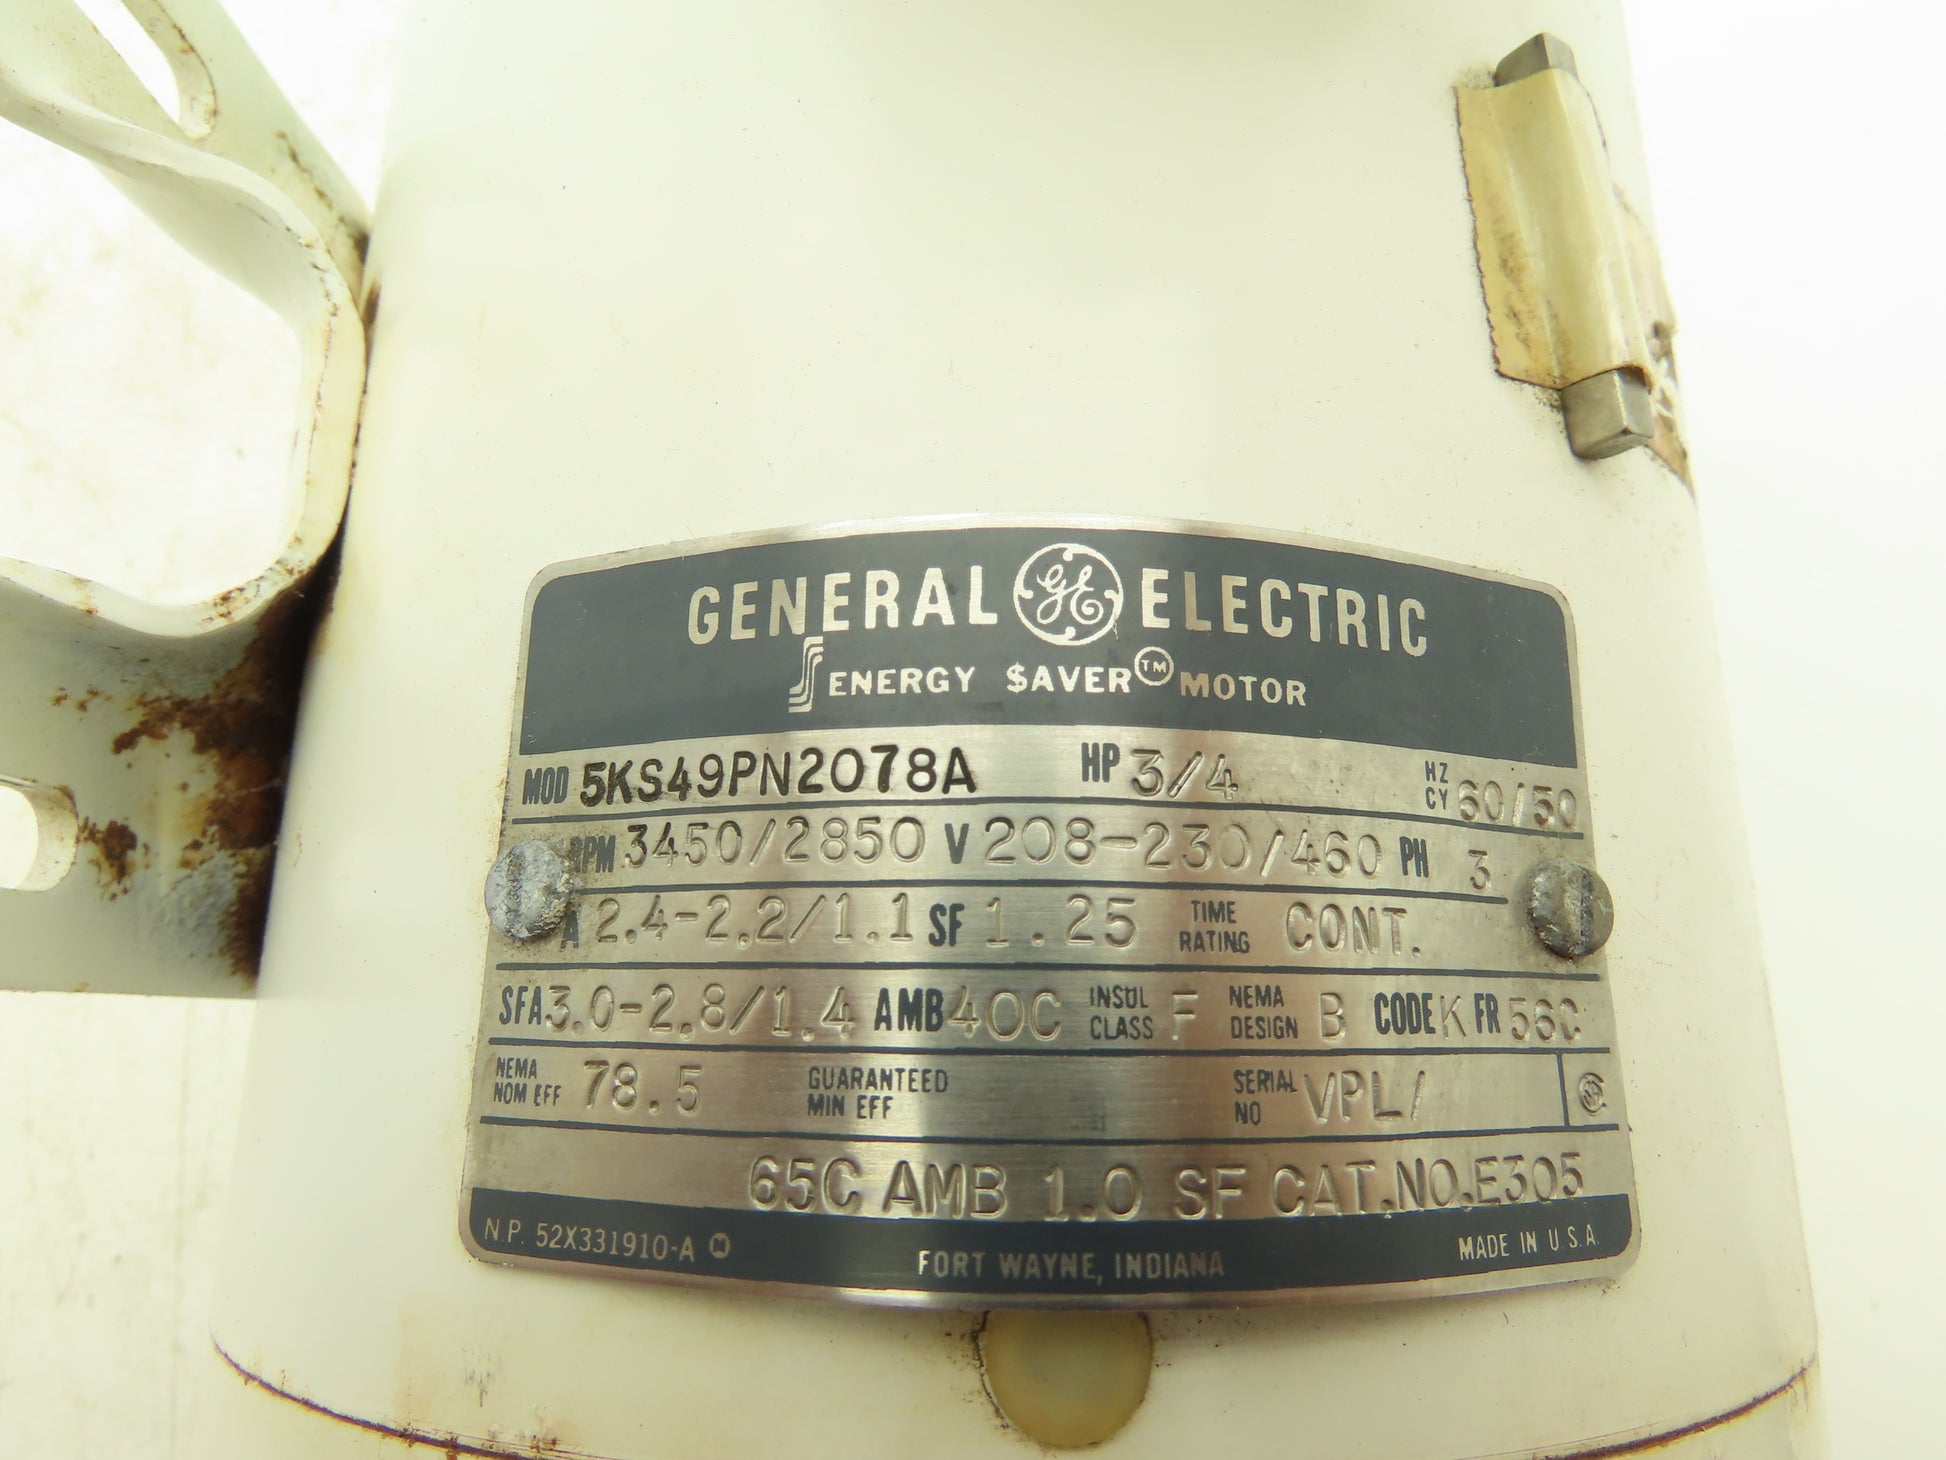 GENERAL GE ELECTRIC
ENERGY $AVER™ MOTOR
MOD 5KS49PN2078A HP 3/4 HZ CY 60/50
RPM 3450/2850 V 208-230/460 PH 3
A 2.4-2.2/1.1 SF 1.25 TIME RATING CONT.
SFA 3.0-2.8/1.4 AMB 40C INSUL CLASS F NEMA DESIGN B CODE K FR 56C
NEMA NOM EFF 78.5 GUARANTEED MIN EFF SERIAL NO VPL/
65C AMB 1.0 SF CAT.NO.E305
N.P. 52X331910-A FORT WAYNE, INDIANA MADE IN U.S.A.